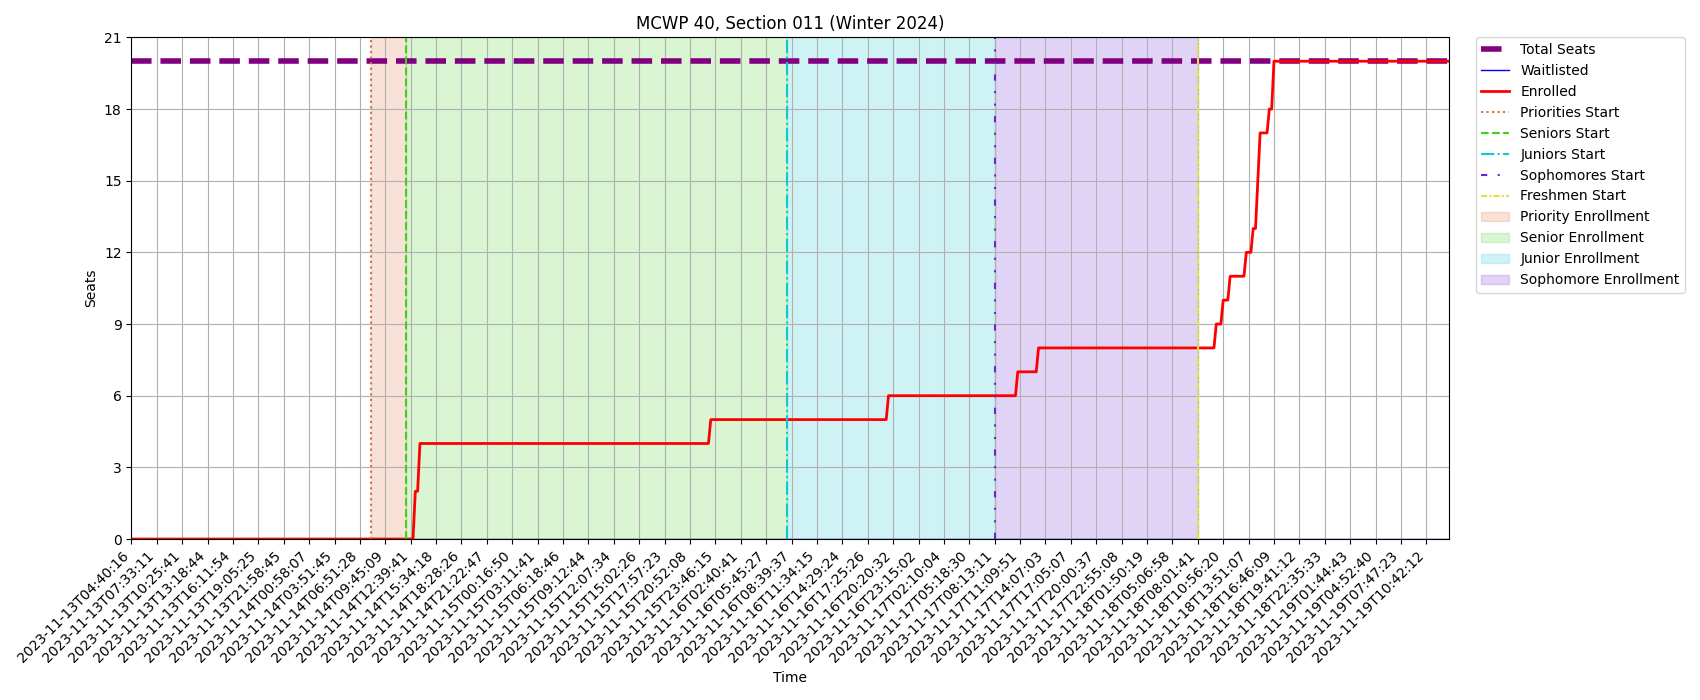 MCWP 40, Section 011 (Winter 2024)
Seats
21
18
15
12
9
6
3
0
2023-11-13T04:40:16
2023-11-13T07:33:11
2023-11-13T10:25:41
2023-11-13T13:18:44
2023-11-13T16:11:54
2023-11-13T19:05:25
2023-11-13T21:58:45
2023-11-14T00:58:07
2023-11-14T03:51:45
2023-11-14T06:51:28
2023-11-14T09:45:09
2023-11-14T12:39:41
2023-11-14T15:34:18
2023-11-14T18:28:26
2023-11-14T21:22:47
2023-11-15T00:16:50
2023-11-15T03:11:41
2023-11-15T06:18:46
2023-11-15T09:12:44
2023-11-15T12:07:34
2023-11-15T15:02:26
2023-11-15T17:57:23
2023-11-15T20:52:08
2023-11-15T23:46:15
2023-11-16T02:40:41
2023-11-16T05:45:27
2023-11-16T08:39:37
2023-11-16T11:34:15
2023-11-16T14:29:24
2023-11-16T17:25:26
2023-11-16T20:20:32
2023-11-16T23:15:02
2023-11-17T02:10:04
2023-11-17T05:18:30
2023-11-17T08:13:11
2023-11-17T11:09:51
2023-11-17T14:07:03
2023-11-17T17:05:07
2023-11-17T20:00:37
2023-11-17T22:55:08
2023-11-18T01:50:19
2023-11-18T05:06:58
2023-11-18T08:01:41
2023-11-18T10:56:20
2023-11-18T13:51:07
2023-11-18T16:46:09
2023-11-18T19:41:12
2023-11-18T22:35:33
2023-11-19T01:44:43
2023-11-19T04:52:40
2023-11-19T07:47:23
2023-11-19T10:42:12
Time
Total Seats
Waitlisted
Enrolled
Priorities Start
Seniors Start
Juniors Start
Sophomores Start
Freshmen Start
Priority Enrollment
Senior Enrollment
Junior Enrollment
Sophomore Enrollment